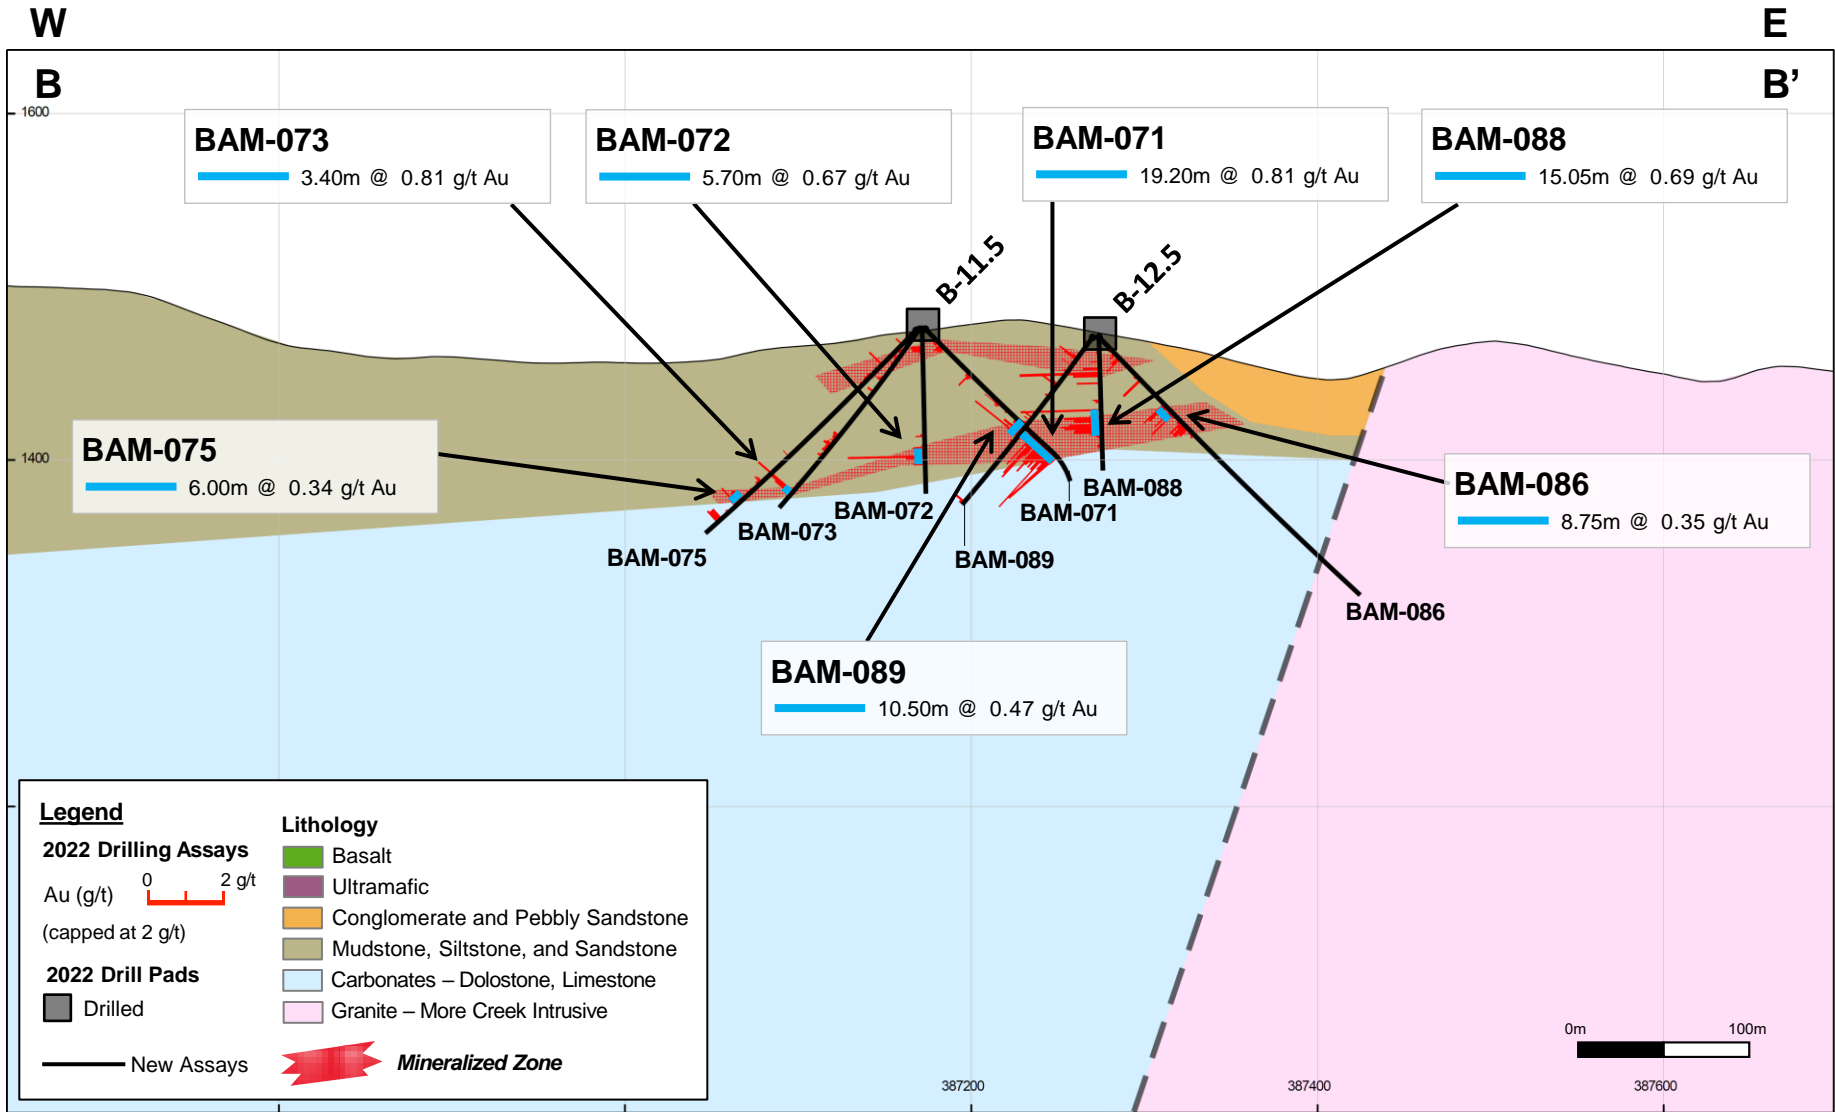 W
E
B
B’
1600
BAM-073
3.40m @ 0.81 g/t Au
BAM-072
5.70m @ 0.67 g/t Au
BAM-071
19.20m @ 0.81 g/t Au
BAM-088
15.05m @ 0.69 g/t Au
B-11.5
B-12.5
1400
BAM-075
6.00m @ 0.34 g/t Au
BAM-086
8.75m @ 0.35 g/t Au
BAM-088
BAM-072
BAM-071
BAM-073
BAM-075
BAM-089
BAM-086
BAM-089
10.50m @ 0.47 g/t Au
Legend
2022 Drilling Assays
Au (g/t)
0
2 g/t
(capped at 2 g/t)
2022 Drill Pads
Drilled
New Assays
Lithology
Basalt
Ultramafic
Conglomerate and Pebbly Sandstone
Mudstone, Siltstone, and Sandstone
Carbonates – Dolostone, Limestone
Granite – More Creek Intrusive
Mineralized Zone
0m
100m
387200
387400
387600